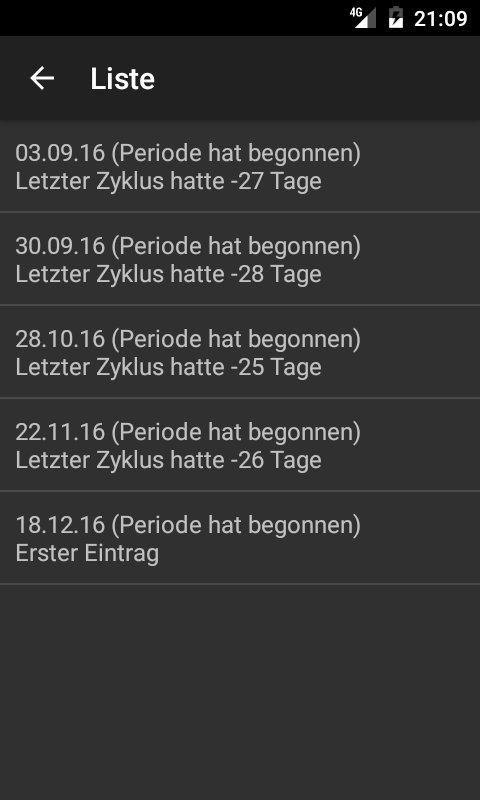 4G 21:09
Liste
03.09.16 (Periode hat begonnen)
Letzter Zyklus hatte -27 Tage
30.09.16 (Periode hat begonnen)
Letzter Zyklus hatte -28 Tage
28.10.16 (Periode hat begonnen)
Letzter Zyklus hatte -25 Tage
22.11.16 (Periode hat begonnen)
Letzter Zyklus hatte -26 Tage
18.12.16 (Periode hat begonnen)
Erster Eintrag